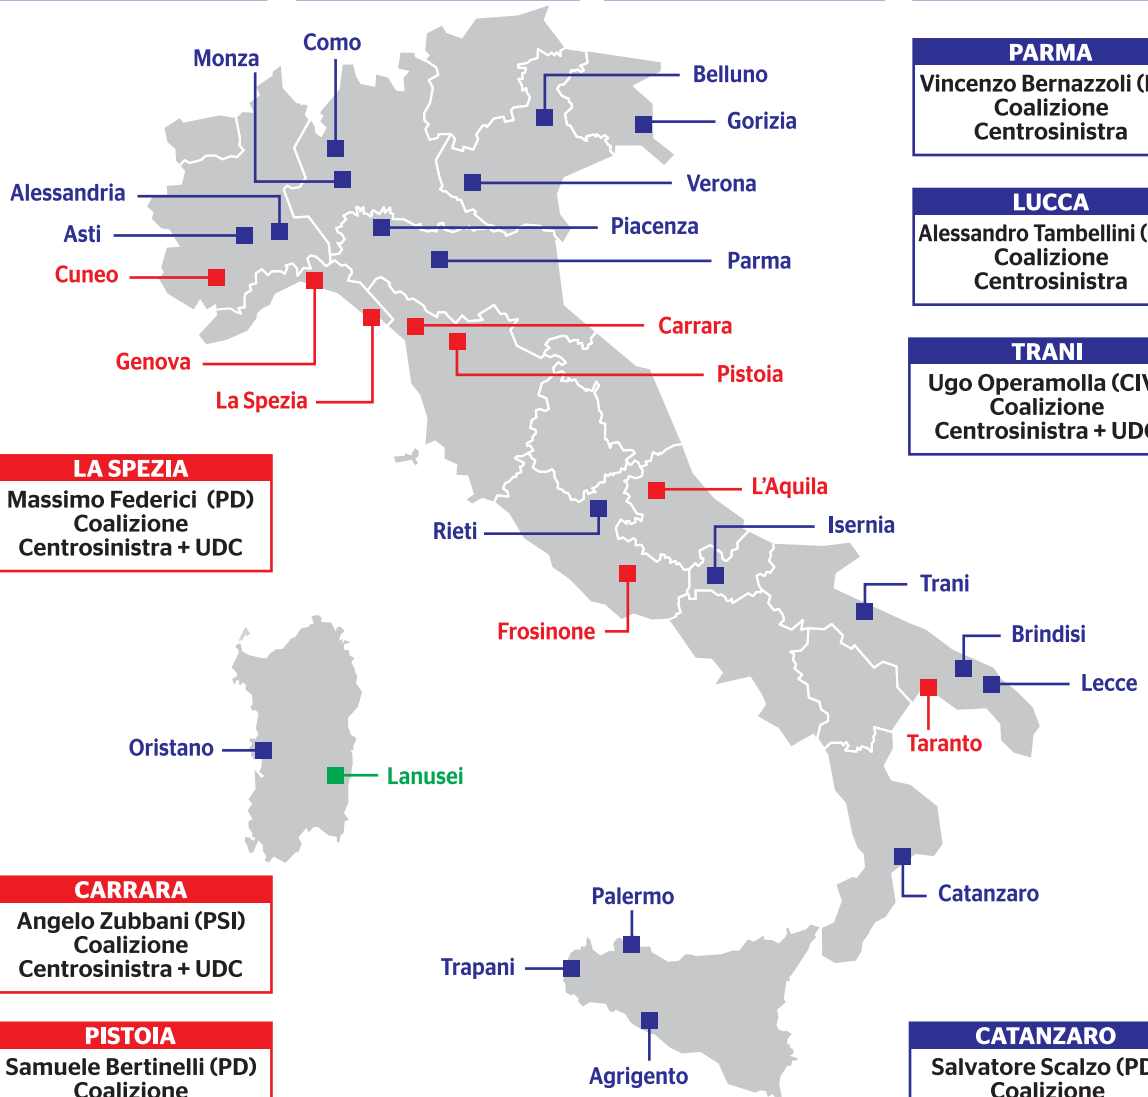 Como
Monza
Belluno
Gorizia
Alessandria
Verona
Asti
Piacenza
Cuneo
Parma
Carrara
Genova
Pistoia
La Spezia
L'Aquila
Rieti
Isernia
Trani
Frosinone
Brindisi
Lecce
Taranto
Oristano
Lanusei
Palermo
Catanzaro
Trapani
Agrigento
PARMA
Vincenzo Bernazzoli (
Coalizione
Centrosinistra
LUCCA
Alessandro Tambellini (
Coalizione
Centrosinistra
TRANI
Ugo Operamolla (CIV
Coalizione
Centrosinistra + UDC
LA SPEZIA
Massimo Federici (PD)
Coalizione
Centrosinistra + UDC
CARRARA
Angelo Zubbani (PSI)
Coalizione
Centrosinistra + UDC
PISTOIA
Samuele Bertinelli (PD)
Coalizione
CATANZARO
Salvatore Scalzo (PD
Coalizione